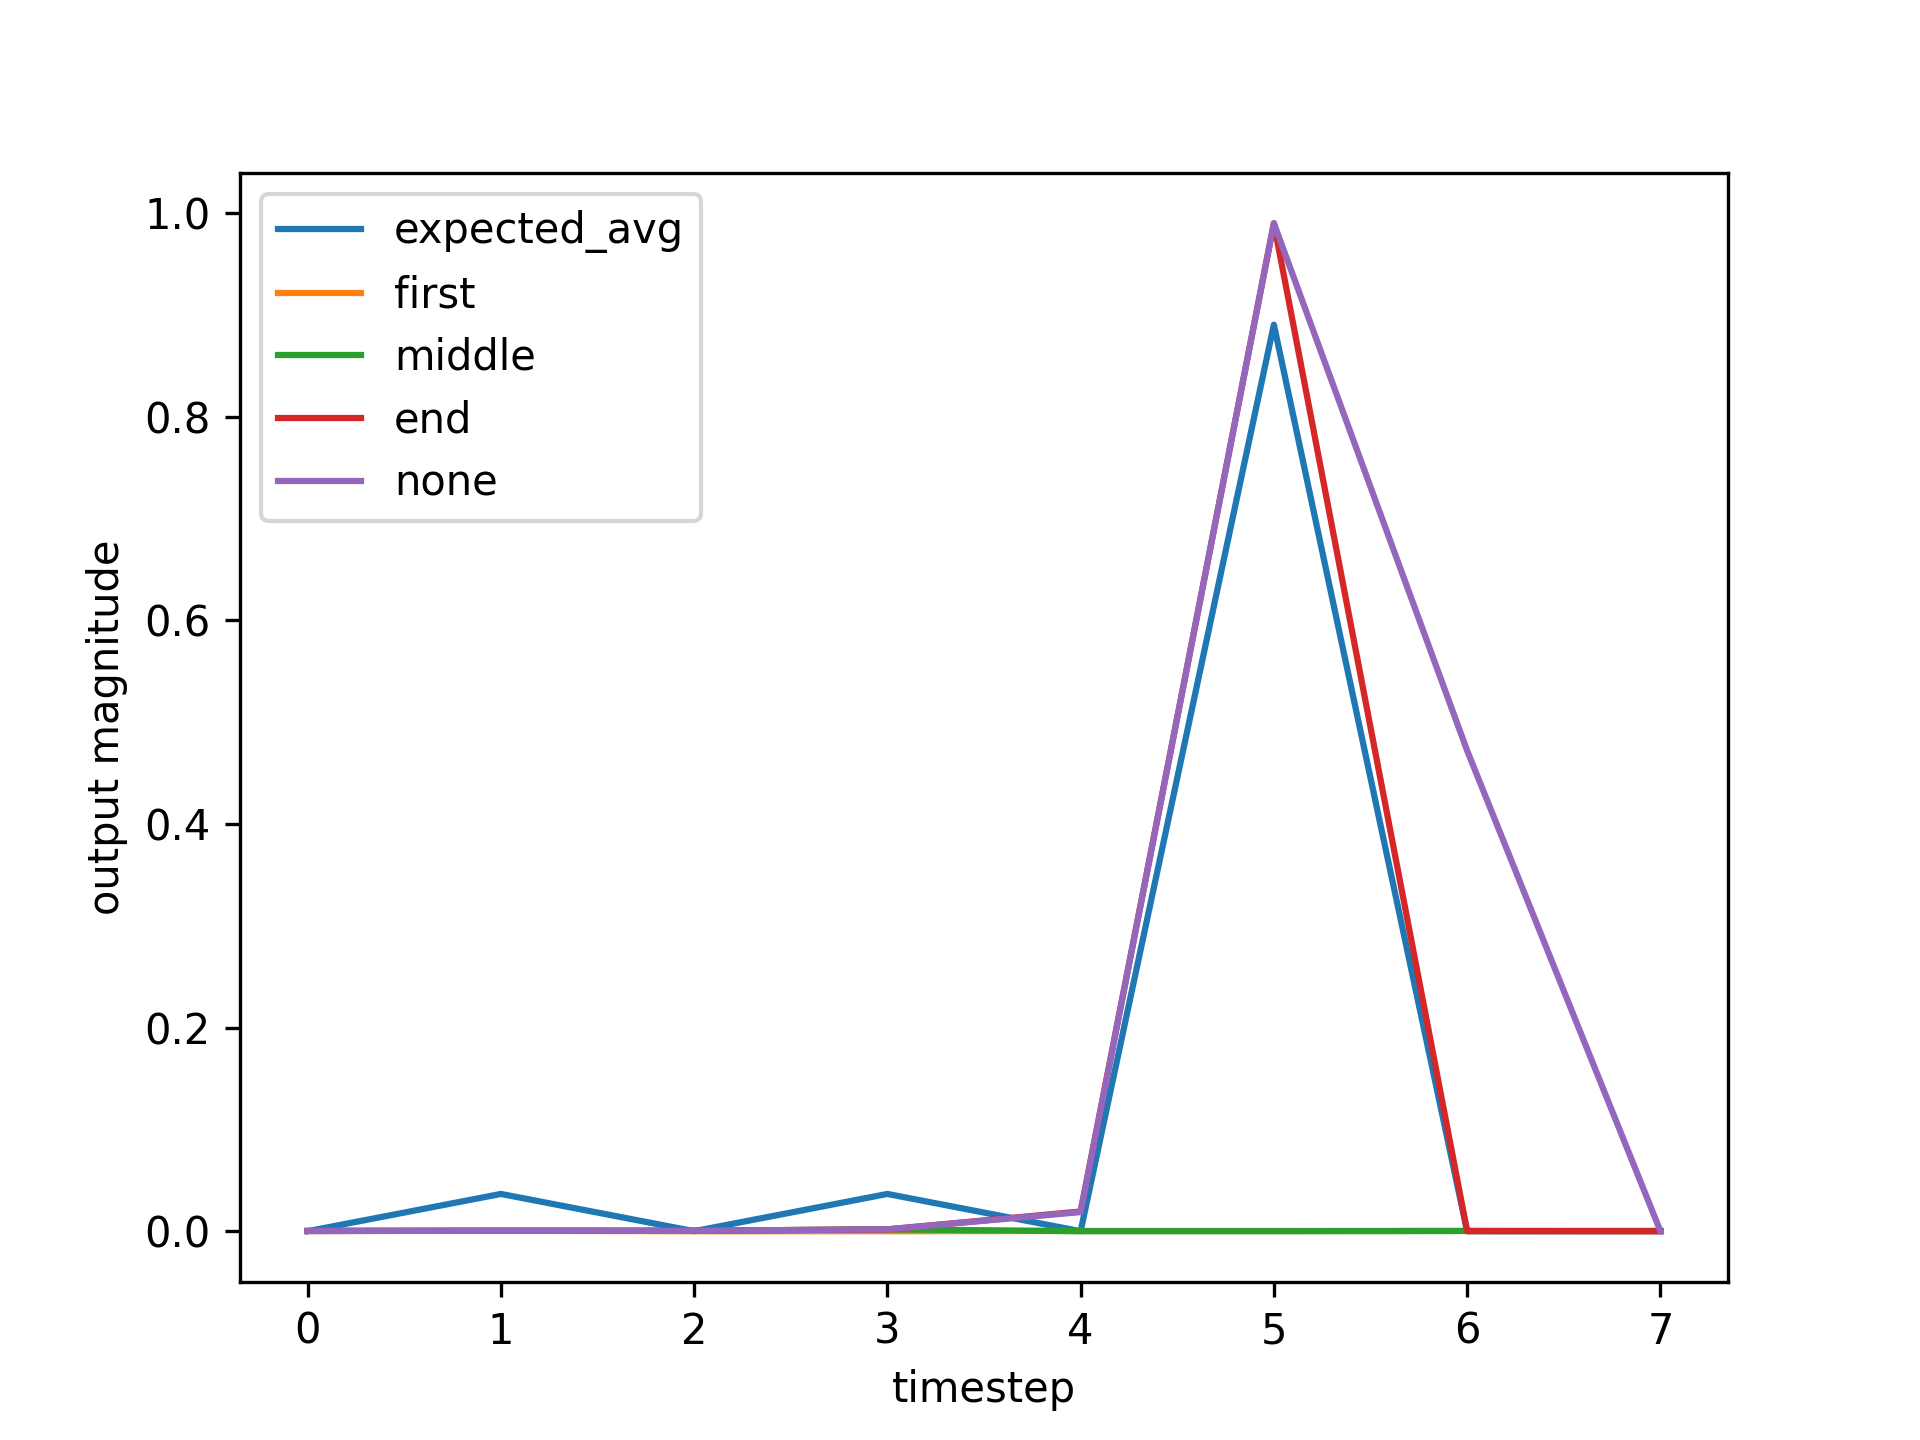 expected_avg
first
middle
end
none
output magnitude
1.0
0.8
0.6
0.4
0.2
0.0
0 1 2 3 4 5 6 7
timestep